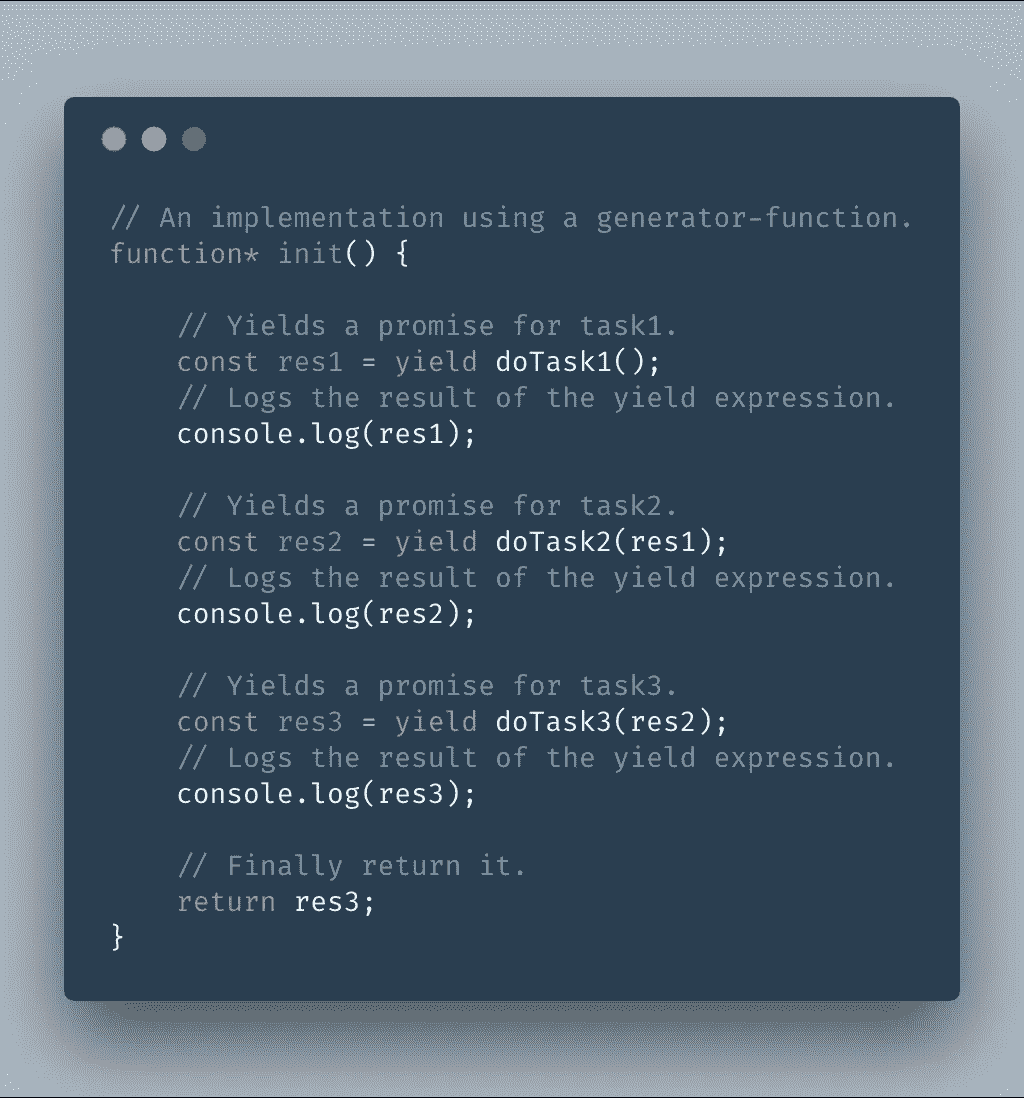 // An implementation using a generator-function.
function* init() {
// Yields a promise for task1.
const res1 = yield doTask1();
// Logs the result of the yield expression.
console.log(res1);
// Yields a promise for task2.
const res2 = yield doTask2(res1);
// Logs the result of the yield expression.
console.log(res2);
// Yields a promise for task3.
const res3 = yield doTask3(res2);
// Logs the result of the yield expression.
console.log(res3);
// Finally return it.
return res3;
}